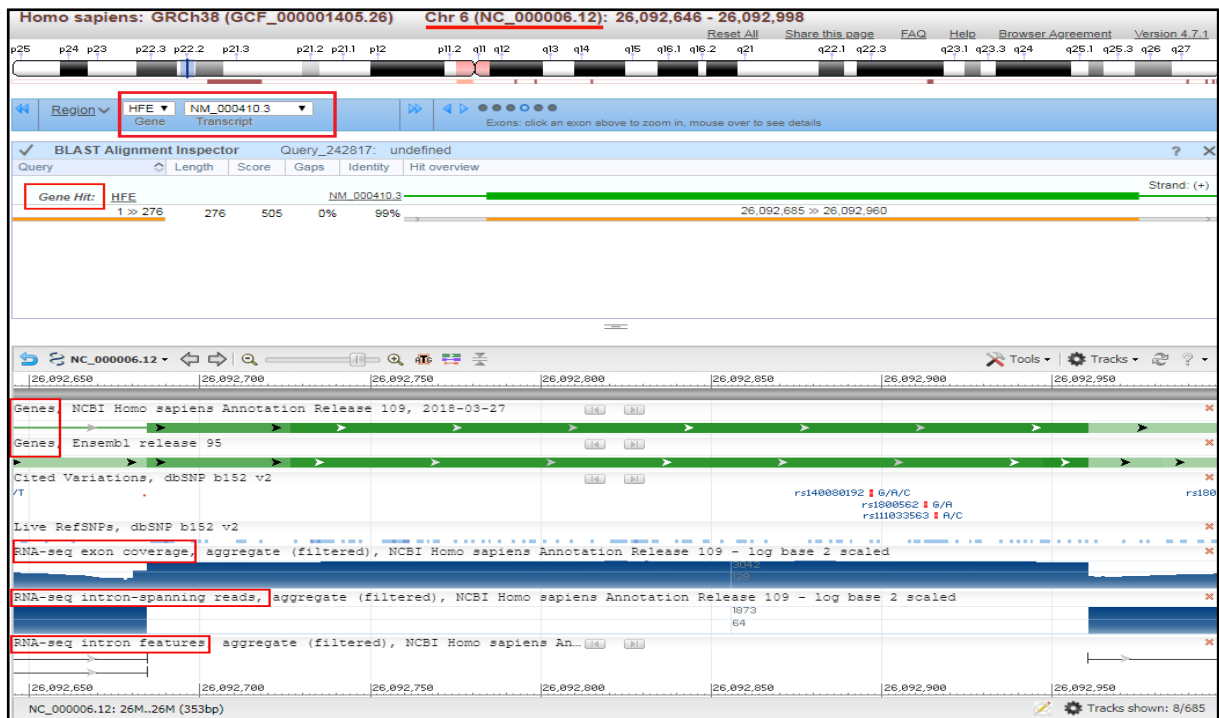 Homo sapiens: GRCh38 (GCF_000001405.26) Chr 6 (NC_000006.12): 26,092,646 - 26,092,998
Reset All Share this page FAQ Help Browser Agreement Version 4.7.1
p25 p24 p23 p22.3 p22.2 p21.3 p21.2 p21.1 p12 p11.2 q11 q12 q13 q14 q15 q16.1 q16.2 q21 q22.1 q22.3 q23.1 q23.3 q24 q25.1 q25.3 q26 q27
Region HFE NM_000410.3
Gene Transcript Exons: click an exon above to zoom in, mouse over to see details
BLAST Alignment Inspector Query_242817: undefined ? X
Query Length Score Gaps Identity Hit overview
Strand: (+)
Gene Hit: HFE NM_000410.3
1 >> 276 276 505 0% 99% 26,092,685 >> 26,092,960
NC_000006.12 ATG Tools Tracks ?
26,092,650 26,092,700 26,092,750 26,092,800 26,092,850 26,092,900 26,092,950
Genes, NCBI Homo sapiens Annotation Release 109, 2018-03-27
Genes, Ensembl release 95
Cited Variations, dbSNP b152 v2
/T rs140080192 G/A/C rs180
rs1800562 G/A
rs111033563 A/C
Live RefSNPs, dbSNP b152 v2
RNA-seq exon coverage, aggregate (filtered), NCBI Homo sapiens Annotation Release 109 - log base 2 scaled
3042
128
RNA-seq intron-spanning reads, aggregate (filtered), NCBI Homo sapiens Annotation Release 109 - log base 2 scaled
1873
64
RNA-seq intron features, aggregate (filtered), NCBI Homo sapiens An…
26,092,650 26,092,700 26,092,750 26,092,800 26,092,850 26,092,900 26,092,950
NC_000006.12: 26M..26M (353bp) Tracks shown: 8/685